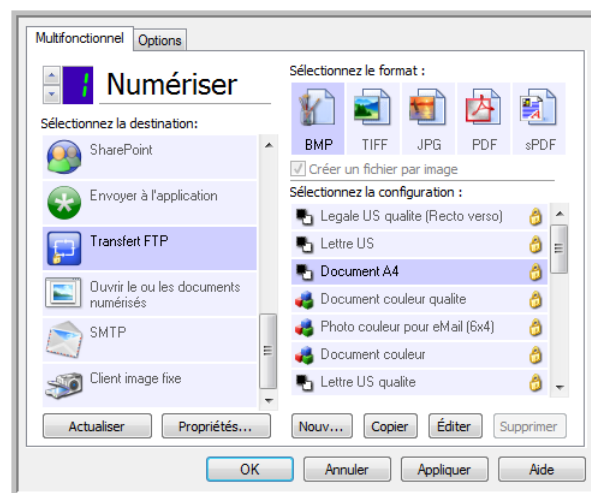 Multifonctionnel
Options
1
Numériser
Sélectionnez la destination:
SharePoint
Envoyer à l'application
Transfert FTP
Ouvrir le ou les documents
numérisés
SMTP
Client image fixe
Actualiser
Propriétés...
Sélectionnez le format :
BMP
TIFF
JPG
PDF
sPDF
Créer un fichier par image
Sélectionnez la configuration :
Legale US qualite (Recto verso)
Lettre US
Document A4
Document couleur qualite
Photo couleur pour eMail (6x4)
Document couleur
Lettre US qualite
Nouv...
Copier
Éditer
Supprimer
OK
Annuler
Appliquer
Aide